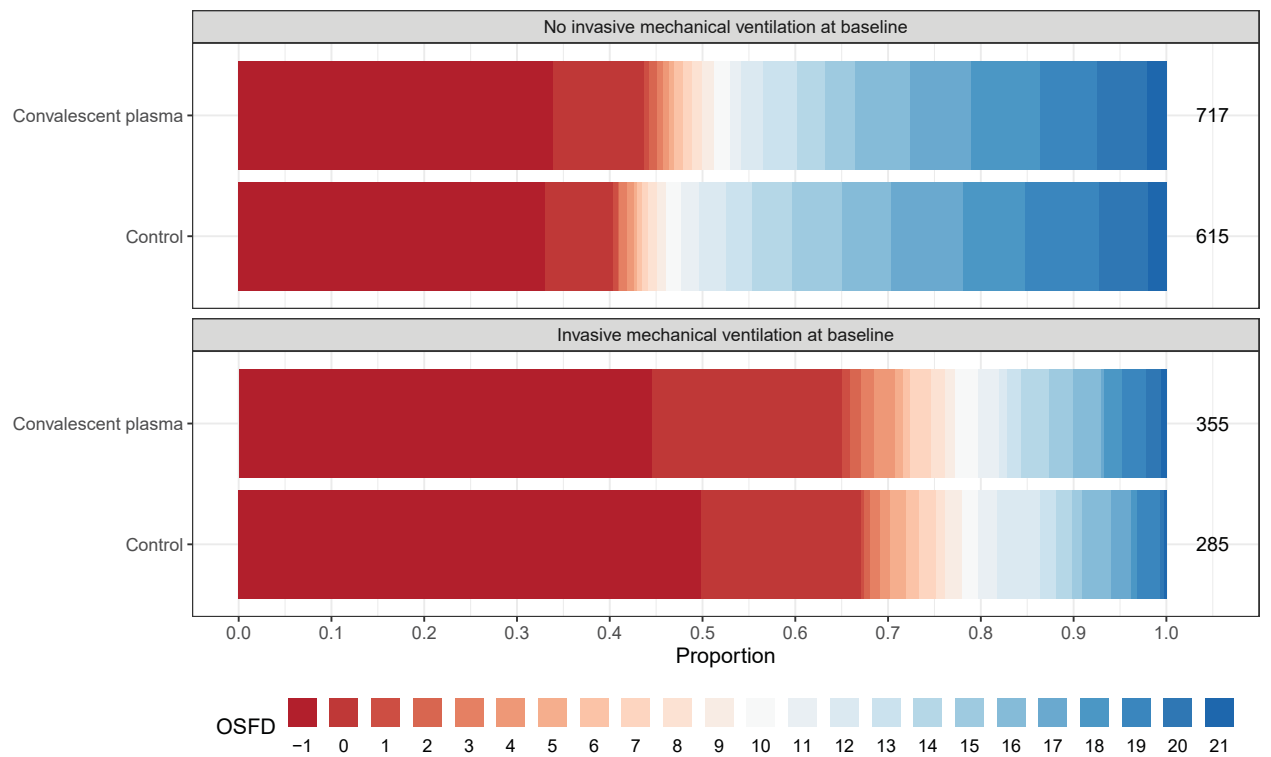 No invasive mechanical ventilation at baseline
Convalescent plasma
717
Control
615
Invasive mechanical ventilation at baseline
Convalescent plasma
355
Control
285
0.0 0.1 0.2 0.3 0.4 0.5 0.6 0.7 0.8 0.9 1.0
Proportion
OSFD
−1 0 1 2 3 4 5 6 7 8 9 10 11 12 13 14 15 16 17 18 19 20 21